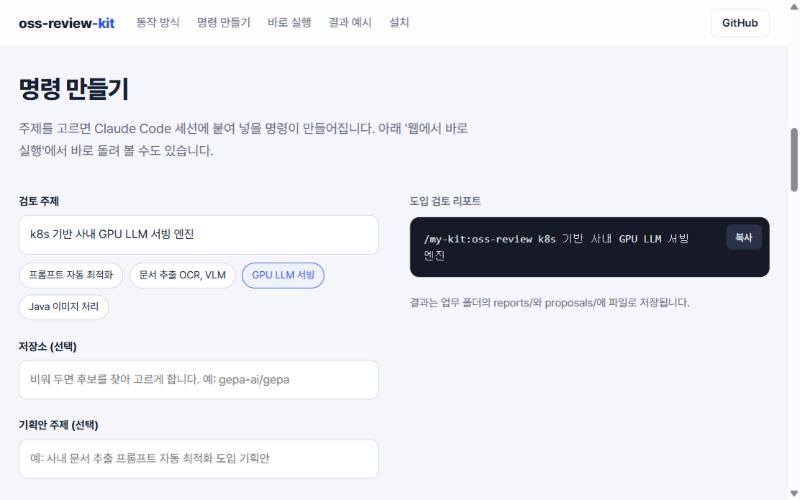 oss-review-kit 동작 방식 명령 만들기 바로 실행 결과 예시 설치 GitHub
명령 만들기
주제를 고르면 Claude Code 세션에 붙여 넣을 명령이 만들어집니다. 아래 '웹에서 바로
실행'에서 바로 돌려 볼 수도 있습니다.
검토 주제
k8s 기반 사내 GPU LLM 서빙 엔진
프롬프트 자동 최적화 문서 추출 OCR, VLM GPU LLM 서빙
Java 이미지 처리
저장소 (선택)
비워 두면 후보를 찾아 고르게 합니다. 예: gepa-ai/gepa
기획안 주제 (선택)
예: 사내 문서 추출 프롬프트 자동 최적화 도입 기획안
도입 검토 리포트
/my-kit:oss-review k8s 기반 사내 GPU LLM 서빙
엔진
복사
결과는 업무 폴더의 reports/와 proposals/에 파일로 저장됩니다.